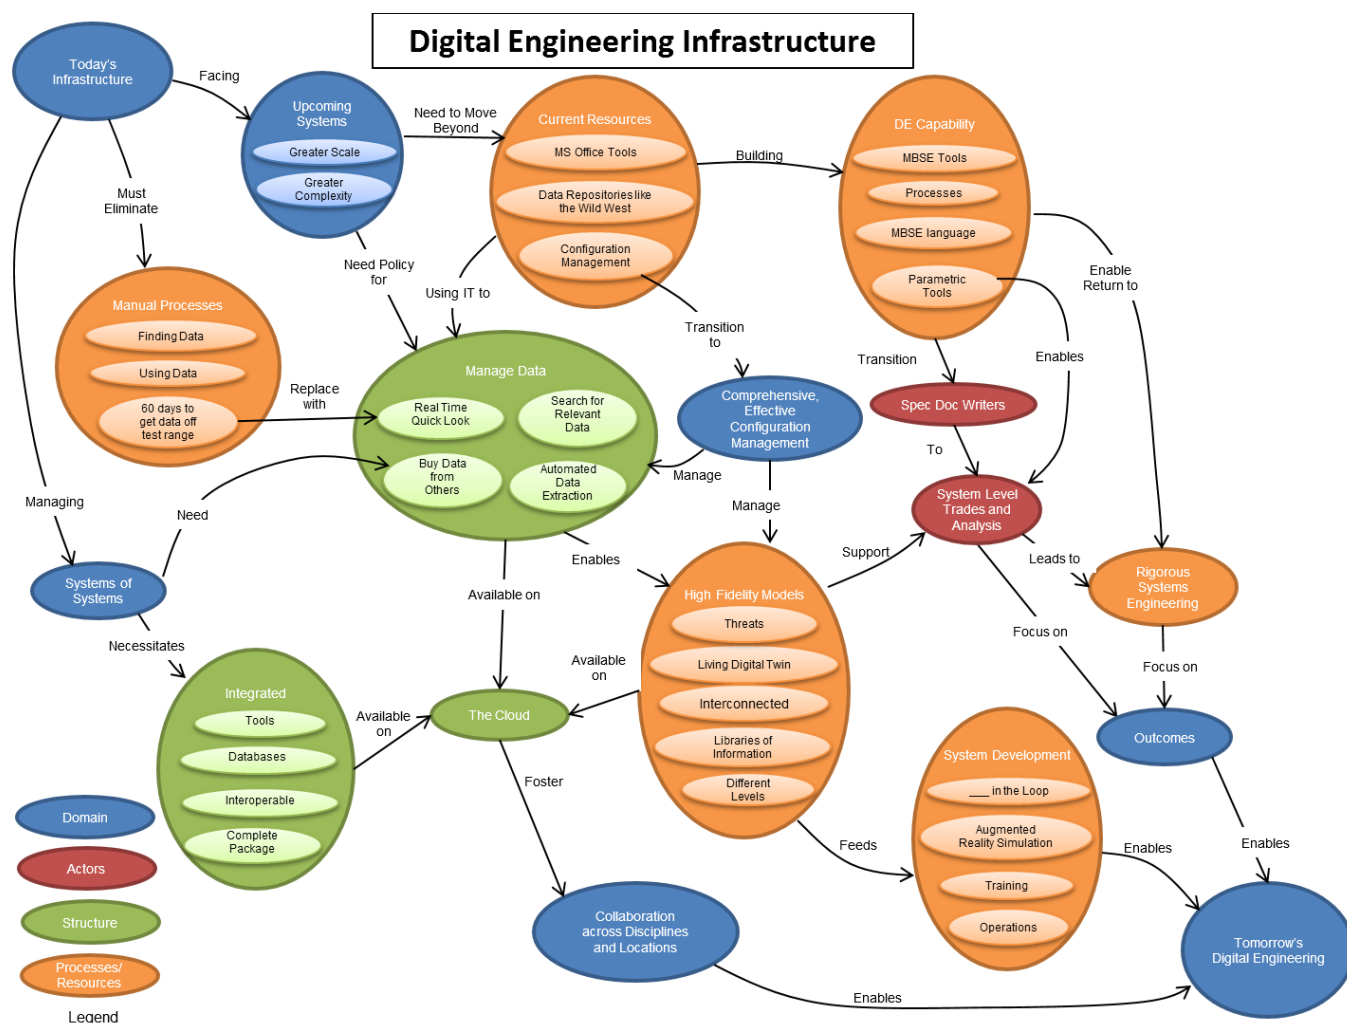 Digital Engineering Infrastructure
Today's
Infrastructure
Facing
Upcoming
Systems
Greater Scale
Greater
Complexity
Need to Move
Beyond
Current Resources
MS Office Tools
Data Repositories like
the Wild West
Configuration
Management
Building
DE Capability
MBSE Tools
Processes
MBSE language
Parametric
Tools
Must
Eliminate
Need Policy
for
Using IT to
Transition
to
Enable
Return to
Manual Processes
Finding Data
Using Data
60 days to
get data off
test range
Replace
with
Manage Data
Real Time
Quick Look
Search for
Relevant
Data
Buy Data
from
Others
Automated
Data
Extraction
Comprehensive,
Effective
Configuration
Management
Transition
Enables
Spec Doc Writers
To
Manage
Managing
Need
Manage
System Level
Trades and
Analysis
Systems of
Systems
Available on
Enables
Support
Leads to
Rigorous
Systems
Engineering
Necessitates
High Fidelity Models
Threats
Living Digital Twin
Interconnected
Libraries of
Information
Different
Levels
Focus on
Focus on
Integrated
Tools
Databases
Interoperable
Complete
Package
Available
on
The Cloud
Available
on
Outcomes
System Development
___ in the Loop
Augmented
Reality Simulation
Training
Operations
Foster
Feeds
Enables
Enables
Collaboration
across Disciplines
and Locations
Enables
Tomorrow's
Digital Engineering
Domain
Actors
Structure
Processes/
Resources
Legend